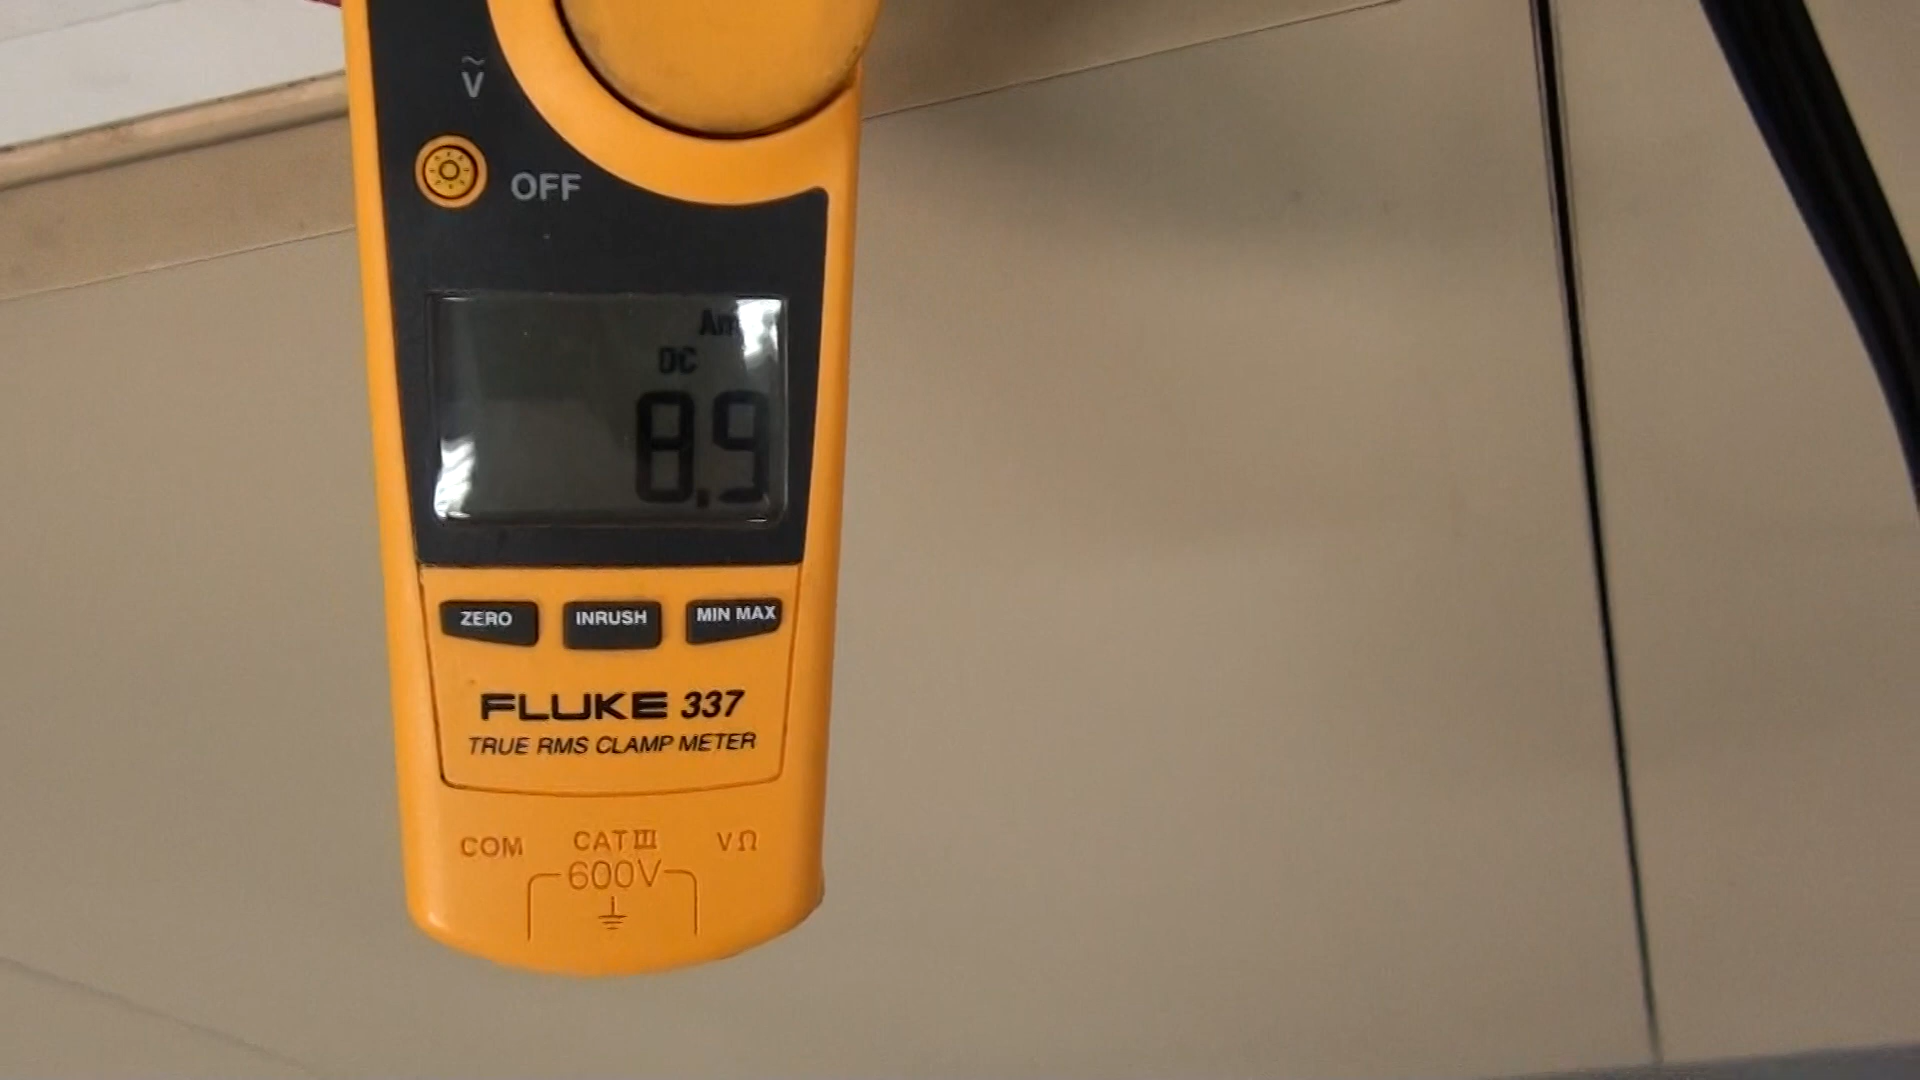 V
OFF
DC
8.9
ZERO INRUSH MIN MAX
FLUKE 337
TRUE RMS CLAMP METER
COM CAT III VΩ
600V